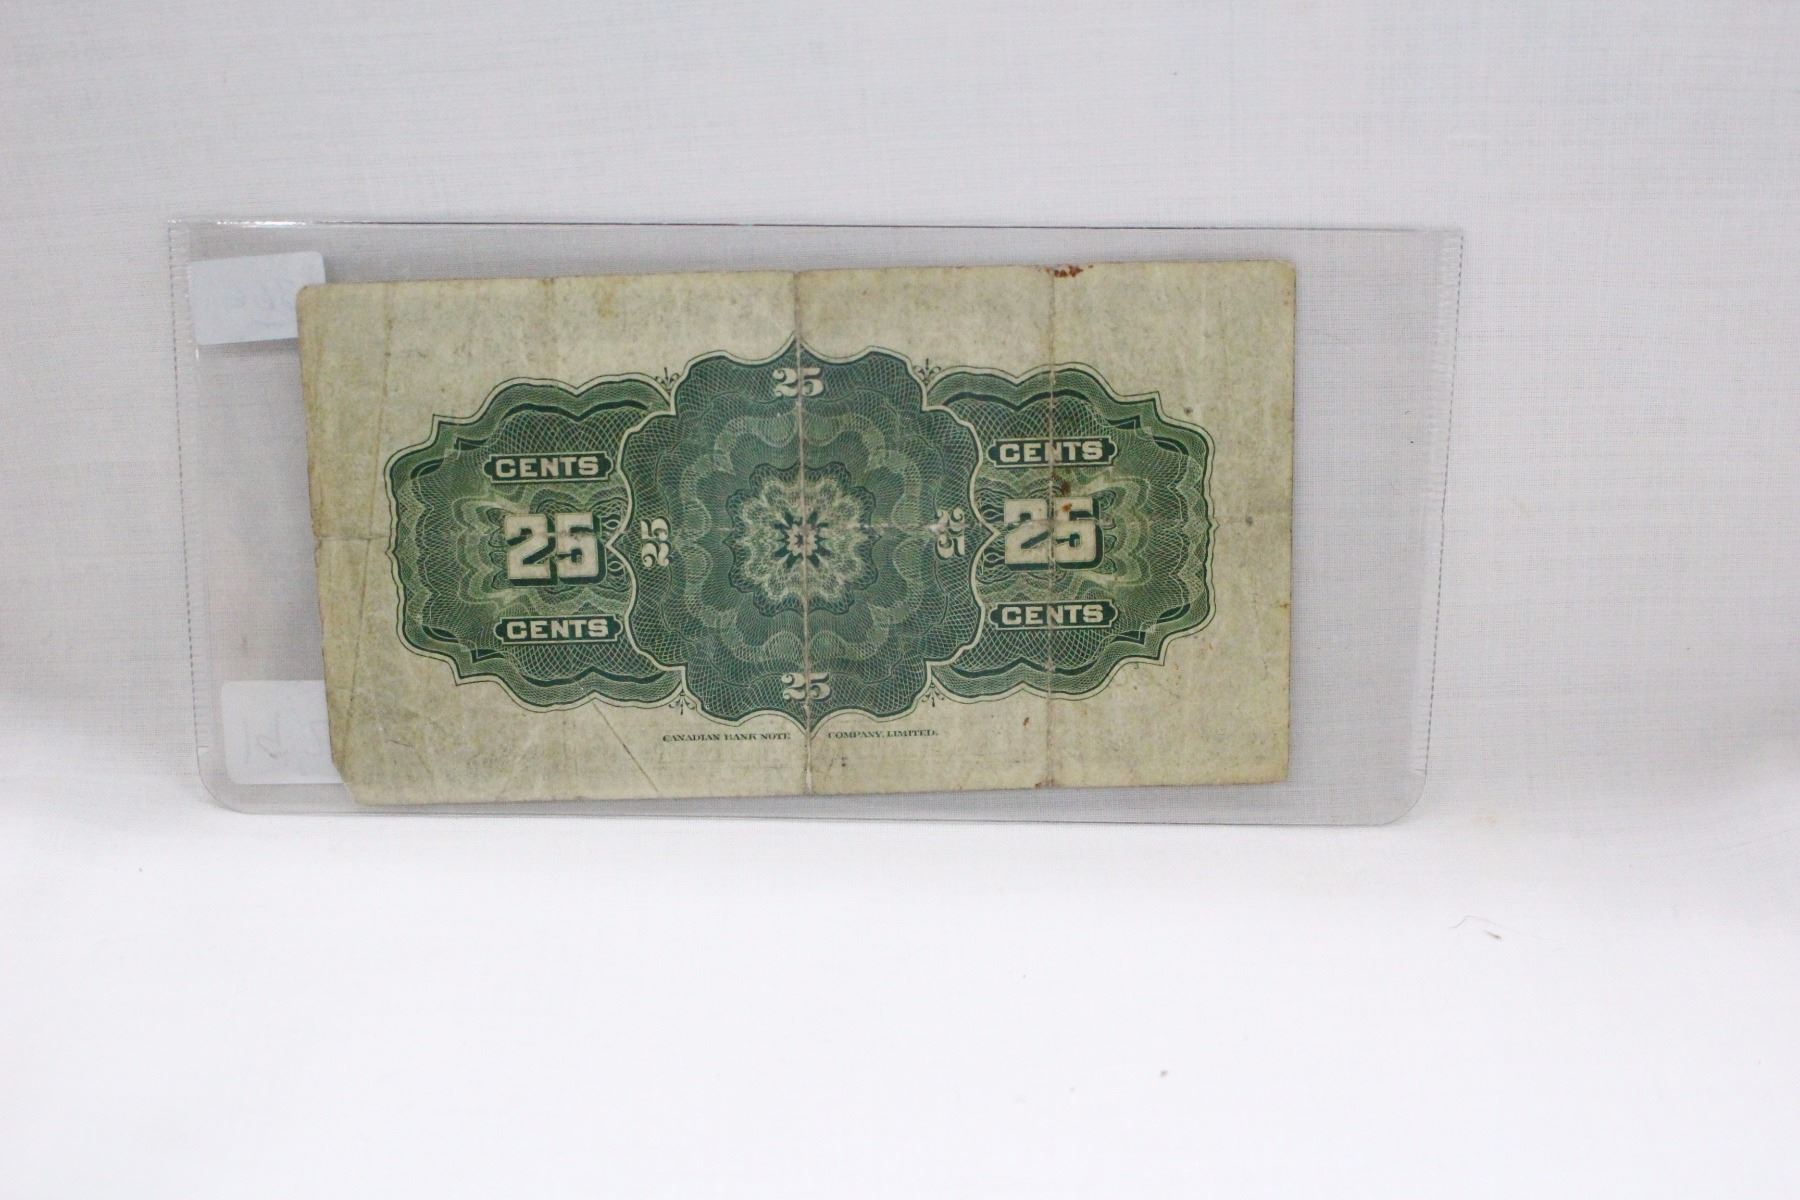 25
CENTS CENTS
25 25 25 25
CENTS CENTS
25
CANADIAN BANK NOTE COMPANY, LIMITED.